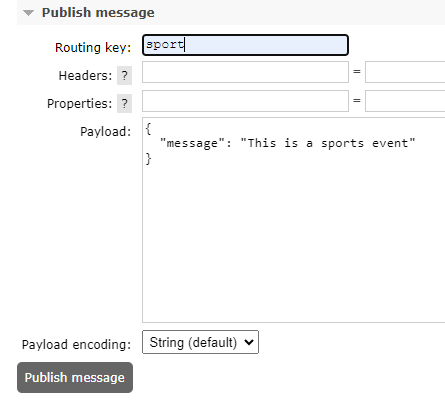 Publish message
Routing key: sport
Headers: ? =
Properties: ? =
Payload: {
"message": "This is a sports event"
}
Payload encoding: String (default)
Publish message